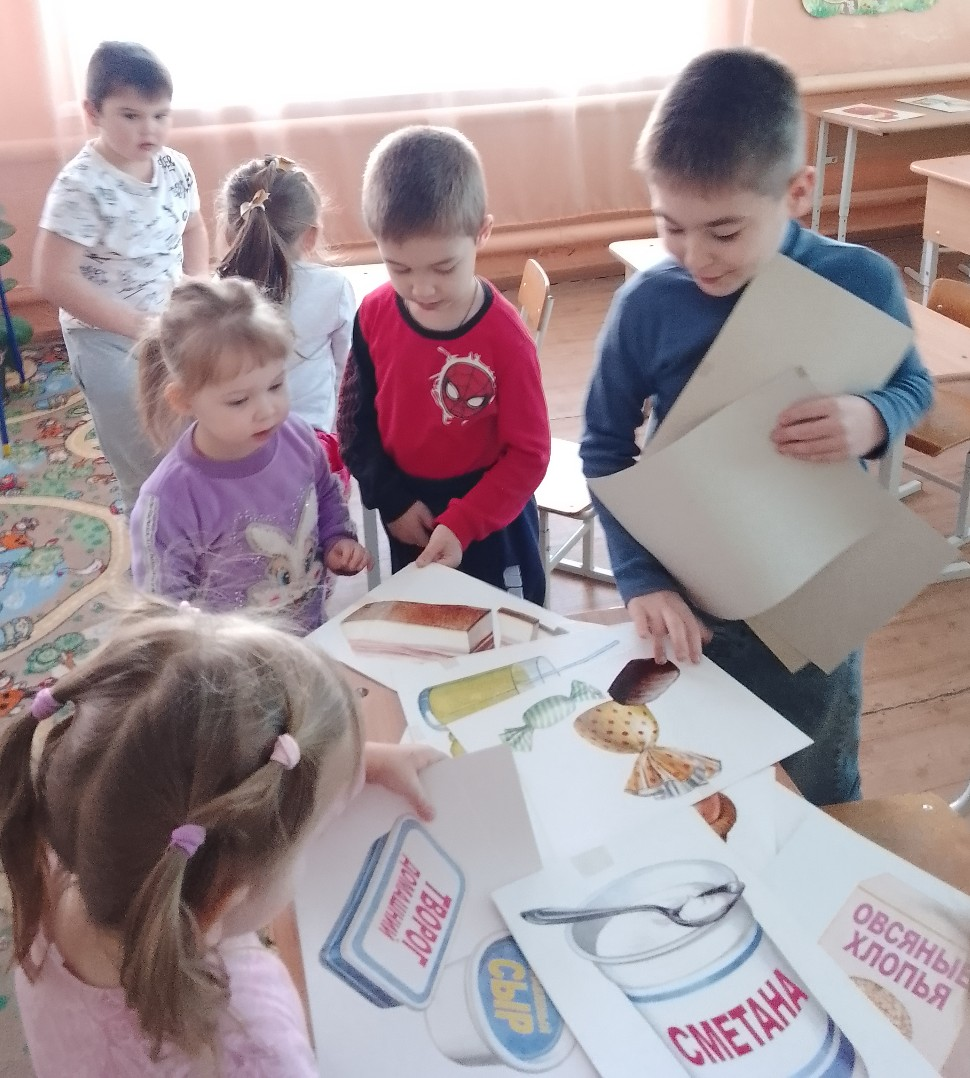 ТВОРОГ
ДОМАШНИЙ
СЫР
СМЕТАНА
ОВСЯНЫЕ
ХЛОПЬЯ